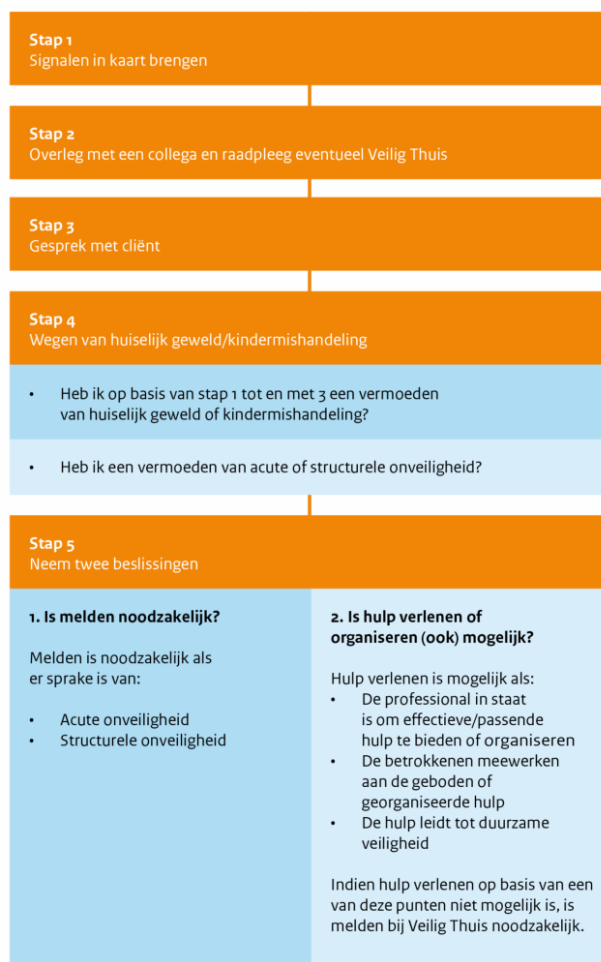 Stap 1
Signalen in kaart brengen
Stap 2
Overleg met een collega en raadpleeg eventueel Veilig Thuis
Stap 3
Gesprek met cliënt
Stap 4
Wegen van huiselijk geweld/kindermishandeling
• Heb ik op basis van stap 1 tot en met 3 een vermoeden
van huiselijk geweld of kindermishandeling?
• Heb ik een vermoeden van acute of structurele onveiligheid?
Stap 5
Neem twee beslissingen
1. Is melden noodzakelijk?
Melden is noodzakelijk als
er sprake is van:
• Acute onveiligheid
• Structurele onveiligheid
2. Is hulp verlenen of
organiseren (ook) mogelijk?
Hulp verlenen is mogelijk als:
• De professional in staat
is om effectieve/passende
hulp te bieden of organiseren
• De betrokkenen meewerken
aan de geboden of
georganiseerde hulp
• De hulp leidt tot duurzame
veiligheid
Indien hulp verlenen op basis van een
van deze punten niet mogelijk is, is
melden bij Veilig Thuis noodzakelijk.